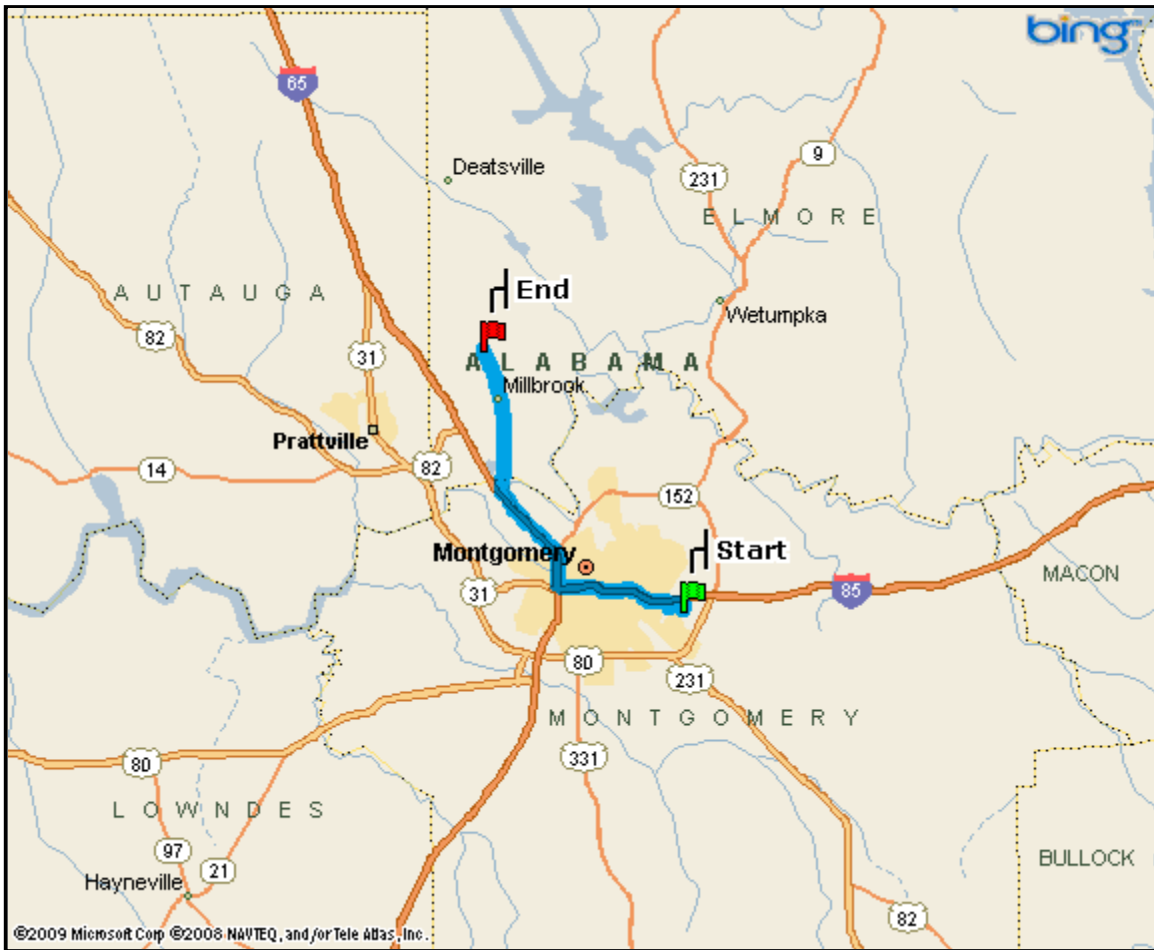 bing™
65
Deatsville
9
231
ELMORE
AUTAUGA
End
Wetumpka
82
31
ALABAMA
Millbrook
Prattville
82
14
152
Montgomery
Start
MACON
31
85
80
231
MONTGOMERY
331
80
LOWNDES
97
21
BULLOCK
Hayneville
82
©2009 Microsoft Corp ©2008 NAVTEQ, and/or Tele Atlas, Inc.